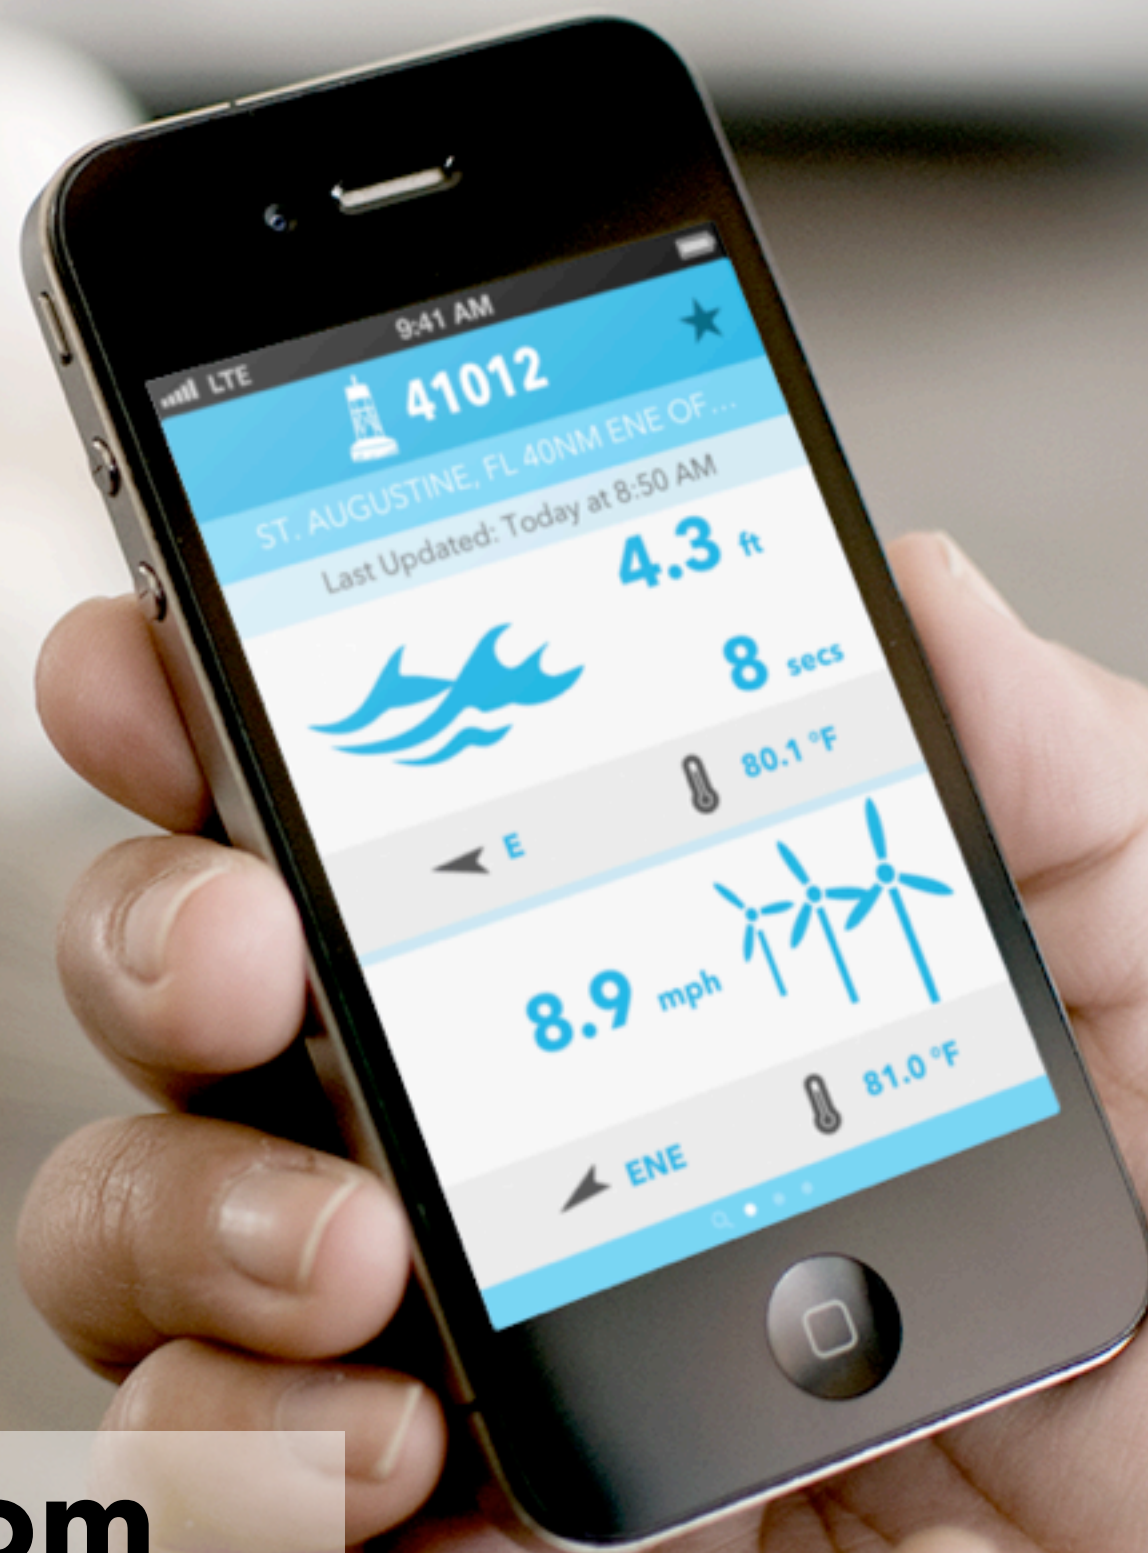 LTE 9:41 AM
41012
ST. AUGUSTINE, FL 40NM ENE OF...
Last Updated: Today at 8:50 AM
4.3 ft
8 secs
E 80.1 °F
8.9 mph
ENE 81.0 °F
om